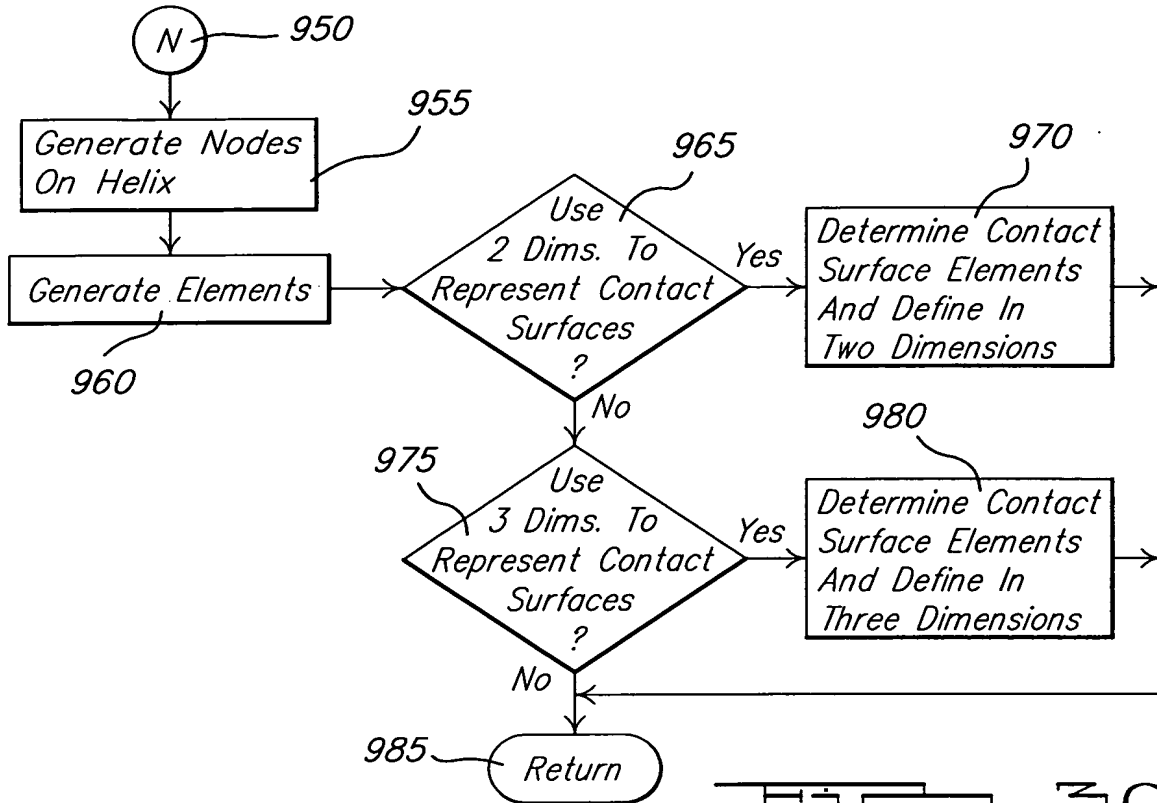 N
950
955
Generate Nodes
On Helix
Generate Elements
960
965
Use
2 Dims. To
Represent Contact
Surfaces
?
Yes
No
970
Determine Contact
Surface Elements
And Define In
Two Dimensions
975
Use
3 Dims. To
Represent Contact
Surfaces
?
Yes
No
980
Determine Contact
Surface Elements
And Define In
Three Dimensions
985
Return